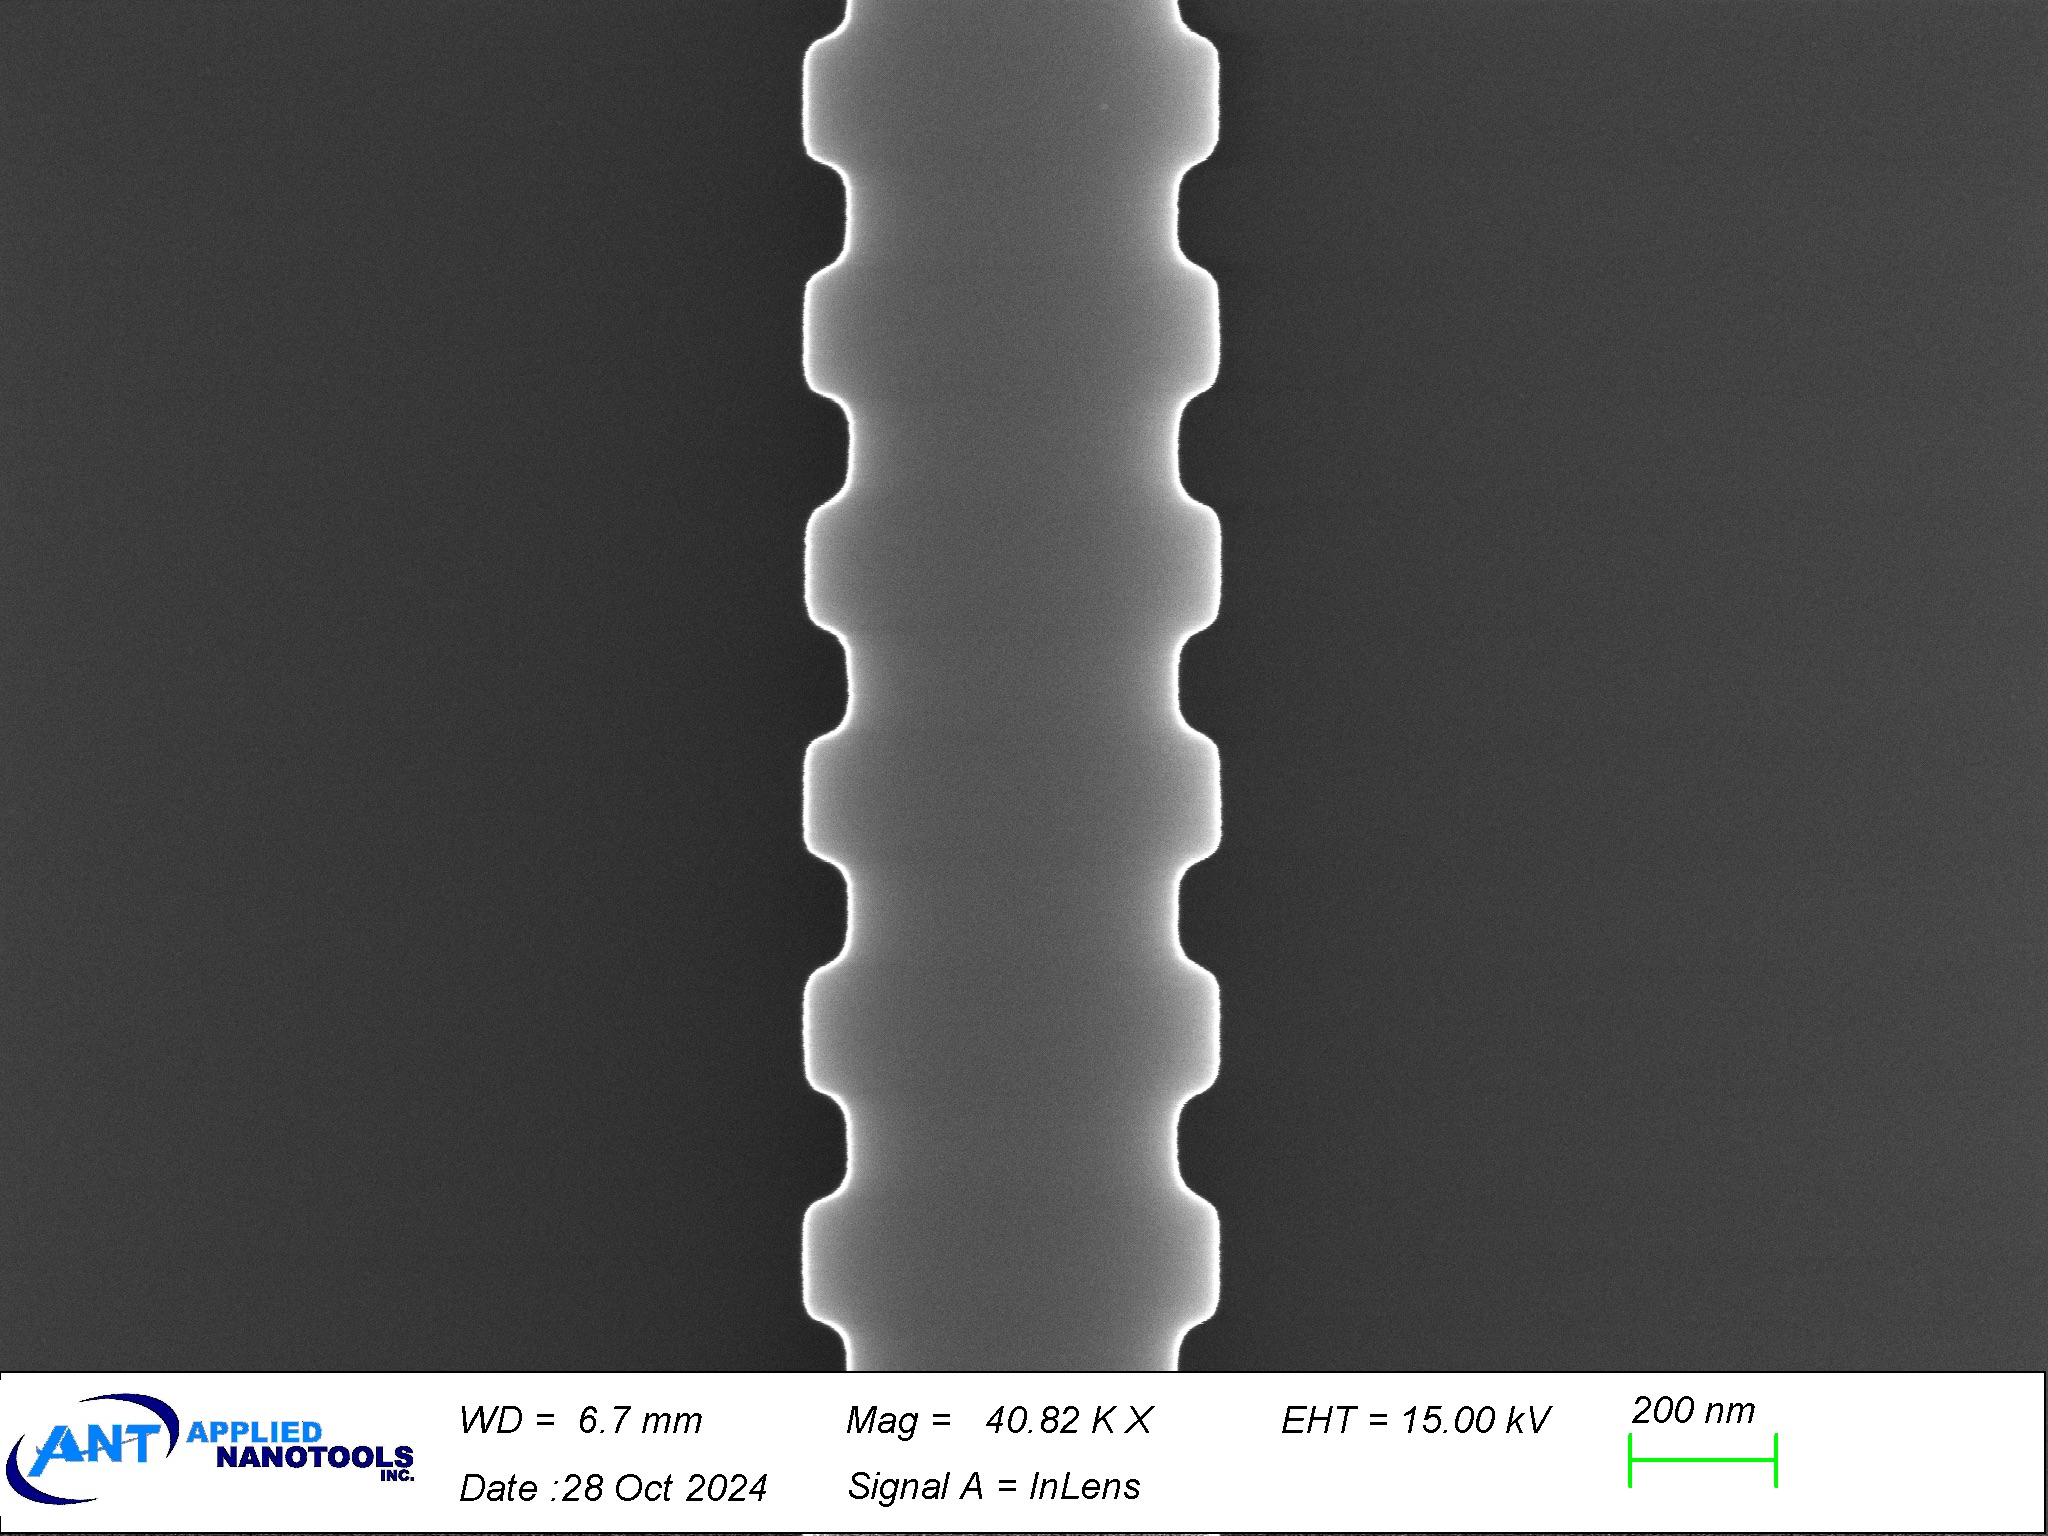 ANT APPLIED
NANOTOOLS
INC.
WD = 6.7 mm
Mag = 40.82 K X
EHT = 15.00 kV
200 nm
Date :28 Oct 2024
Signal A = InLens